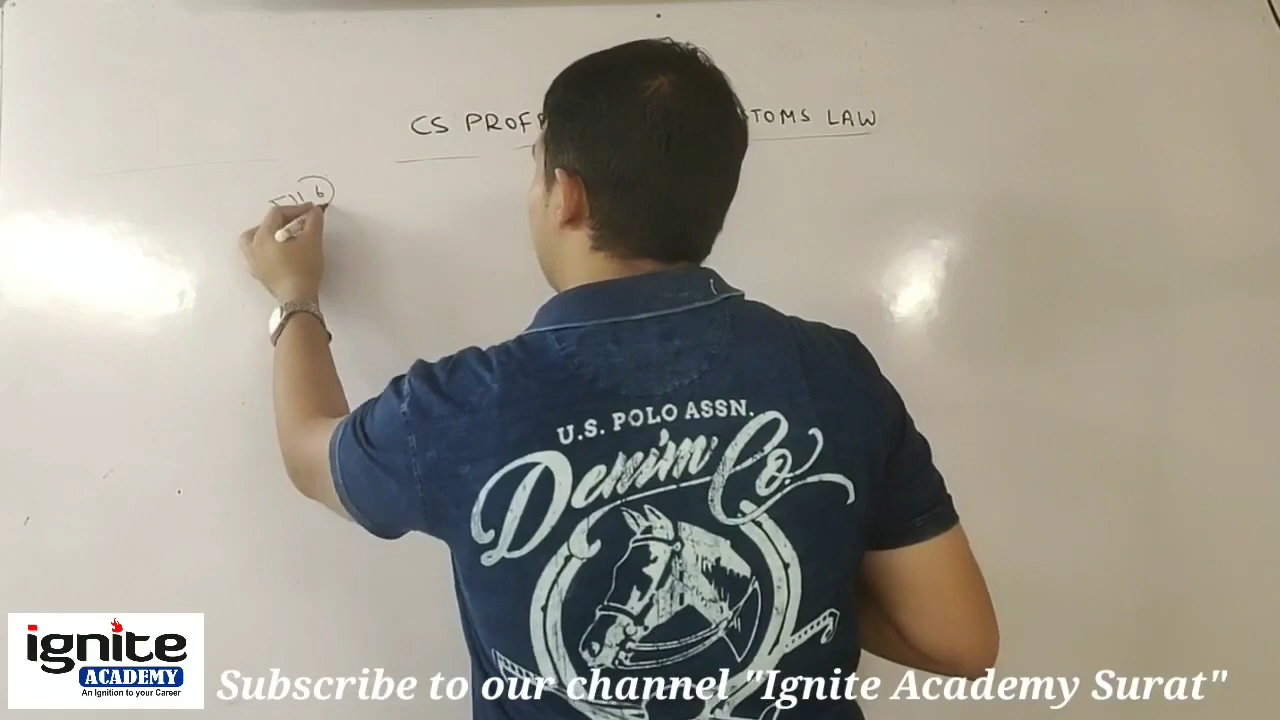 CS PROF
STOMS LAW
U.S. POLO ASSN.
Denim Co.
ignite
ACADEMY
An Ignition to your Career
Subscribe to our channel "Ignite Academy Surat"